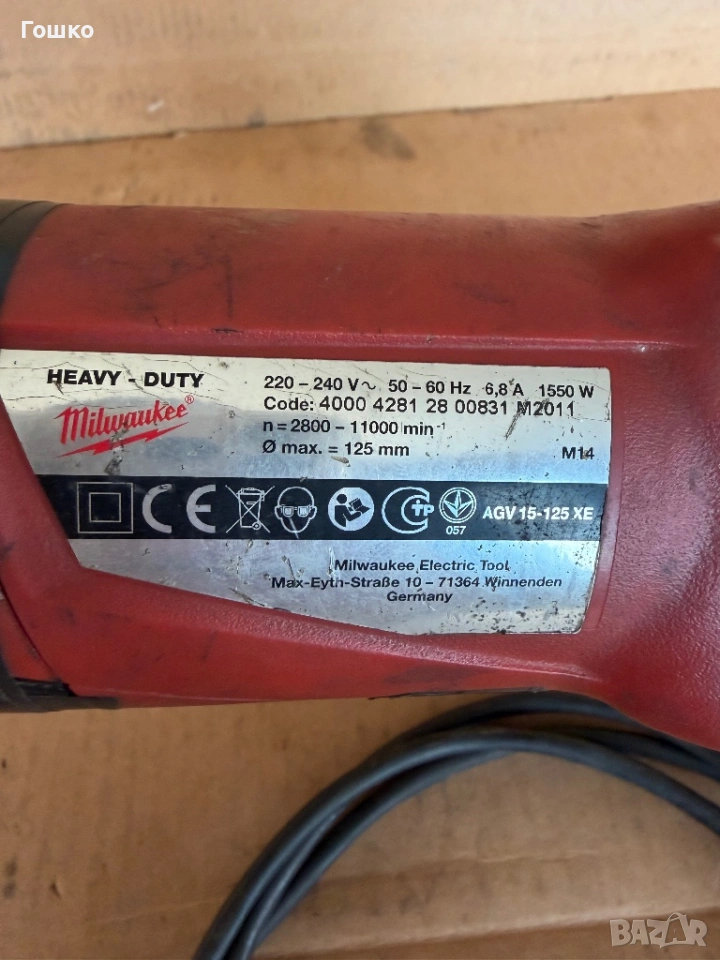 Гошко
HEAVY - DUTY
Milwaukee®
220 – 240 V ~ 50 – 60 Hz 6,8 A 1550 W
Code: 4000 4281 28 00831 M2011
n = 2800 – 11000 min-1
Ø max. = 125 mm
M14
CE
057
AGV 15-125 XE
Milwaukee Electric Tool
Max-Eyth-Straße 10 – 71364 Winnenden
Germany
BAZAR